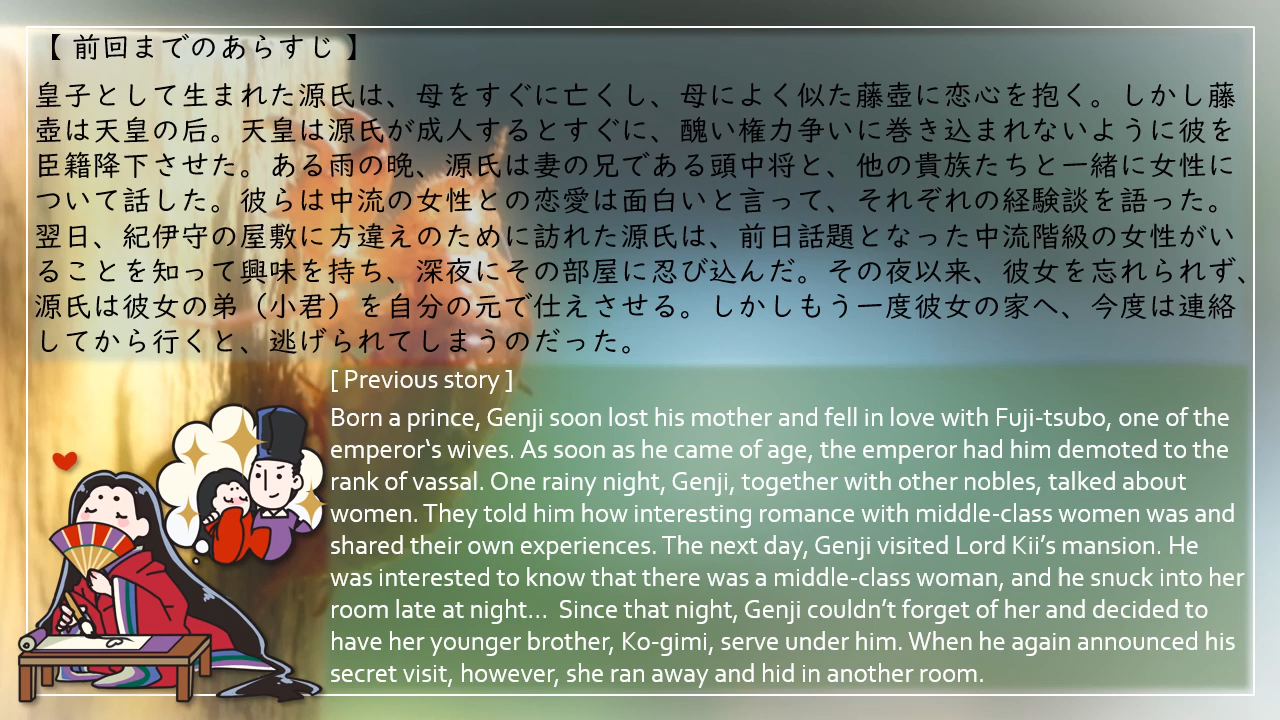 【 前回までのあらすじ 】
皇子として生まれた源氏は、母をすぐに亡くし、母によく似た藤壺に恋心を抱く。しかし藤
壺は天皇の后。天皇は源氏が成人するとすぐに、醜い権力争いに巻き込まれないように彼を
臣籍降下させた。ある雨の晩、源氏は妻の兄である頭中将と、他の貴族たちと一緒に女性に
ついて話した。彼らは中流の女性との恋愛は面白いと言って、それぞれの経験談を語った。
翌日、紀伊守の屋敷に方違えのために訪れた源氏は、前日話題となった中流階級の女性がい
ることを知って興味を持ち、深夜にその部屋に忍び込んだ。その夜以来、彼女を忘れられず、
源氏は彼女の弟（小君）を自分の元で仕えさせる。しかしもう一度彼女の家へ、今度は連絡
してから行くと、逃げられてしまうのだった。
[ Previous story ]
Born a prince, Genji soon lost his mother and fell in love with Fuji-tsubo, one of the
emperor‘s wives. As soon as he came of age, the emperor had him demoted to the
rank of vassal. One rainy night, Genji, together with other nobles, talked about
women. They told him how interesting romance with middle-class women was and
shared their own experiences. The next day, Genji visited Lord Kii’s mansion. He
was interested to know that there was a middle-class woman, and he snuck into her
room late at night… Since that night, Genji couldn’t forget of her and decided to
have her younger brother, Ko-gimi, serve under him. When he again announced his
secret visit, however, she ran away and hid in another room.